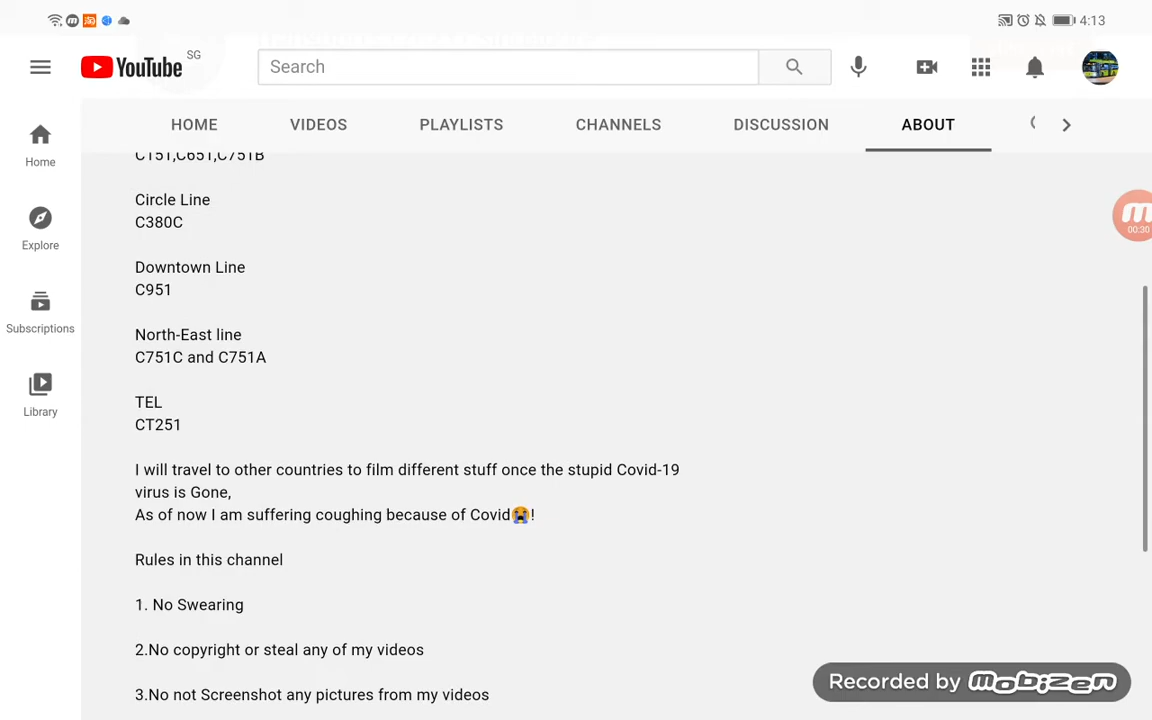 4:13
YouTube SG
Search
HOME VIDEOS PLAYLISTS CHANNELS DISCUSSION ABOUT
Home
Explore
Subscriptions
Library
C151,C651,C751B
Circle Line
C380C
Downtown Line
C951
North-East line
C751C and C751A
TEL
CT251
I will travel to other countries to film different stuff once the stupid Covid-19
virus is Gone,
As of now I am suffering coughing because of Covid😭!
Rules in this channel
1. No Swearing
2.No copyright or steal any of my videos
3.No not Screenshot any pictures from my videos
00:30
Recorded by mobizen